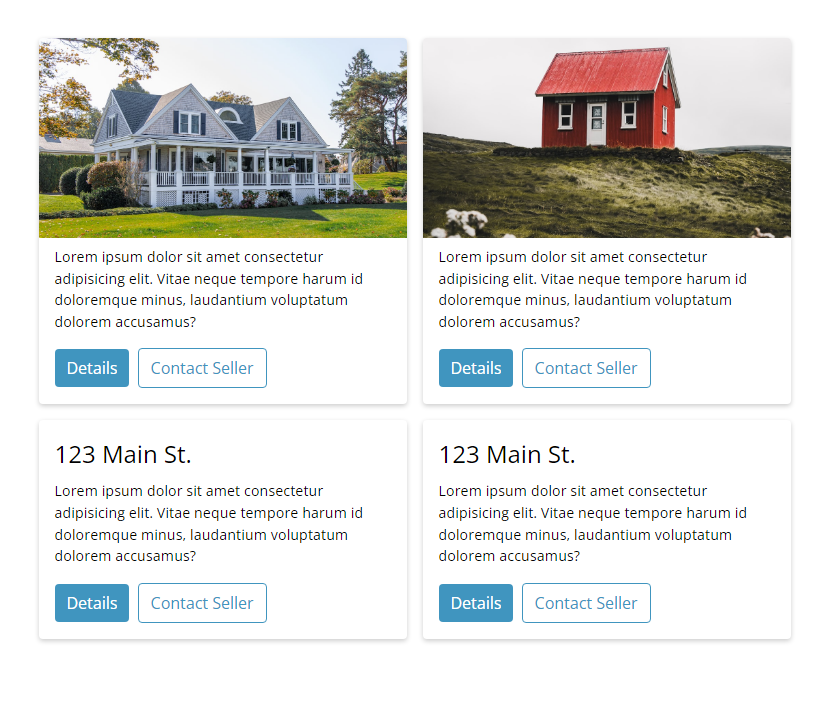 Lorem ipsum dolor sit amet consectetur
adipisicing elit. Vitae neque tempore harum id
doloremque minus, laudantium voluptatum
dolorem accusamus?
Details
Contact Seller
Lorem ipsum dolor sit amet consectetur
adipisicing elit. Vitae neque tempore harum id
doloremque minus, laudantium voluptatum
dolorem accusamus?
Details
Contact Seller
123 Main St.
Lorem ipsum dolor sit amet consectetur
adipisicing elit. Vitae neque tempore harum id
doloremque minus, laudantium voluptatum
dolorem accusamus?
Details
Contact Seller
123 Main St.
Lorem ipsum dolor sit amet consectetur
adipisicing elit. Vitae neque tempore harum id
doloremque minus, laudantium voluptatum
dolorem accusamus?
Details
Contact Seller